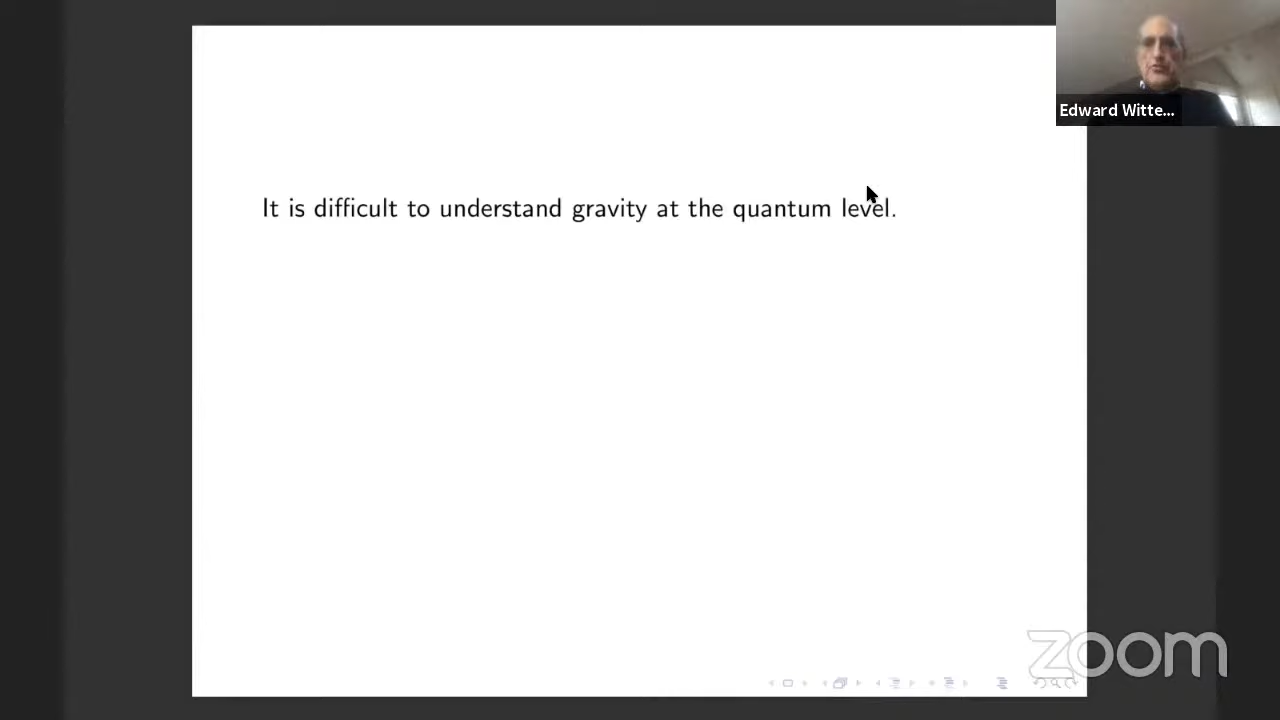 Edward Witte...
It is difficult to understand gravity at the quantum level.
zoom